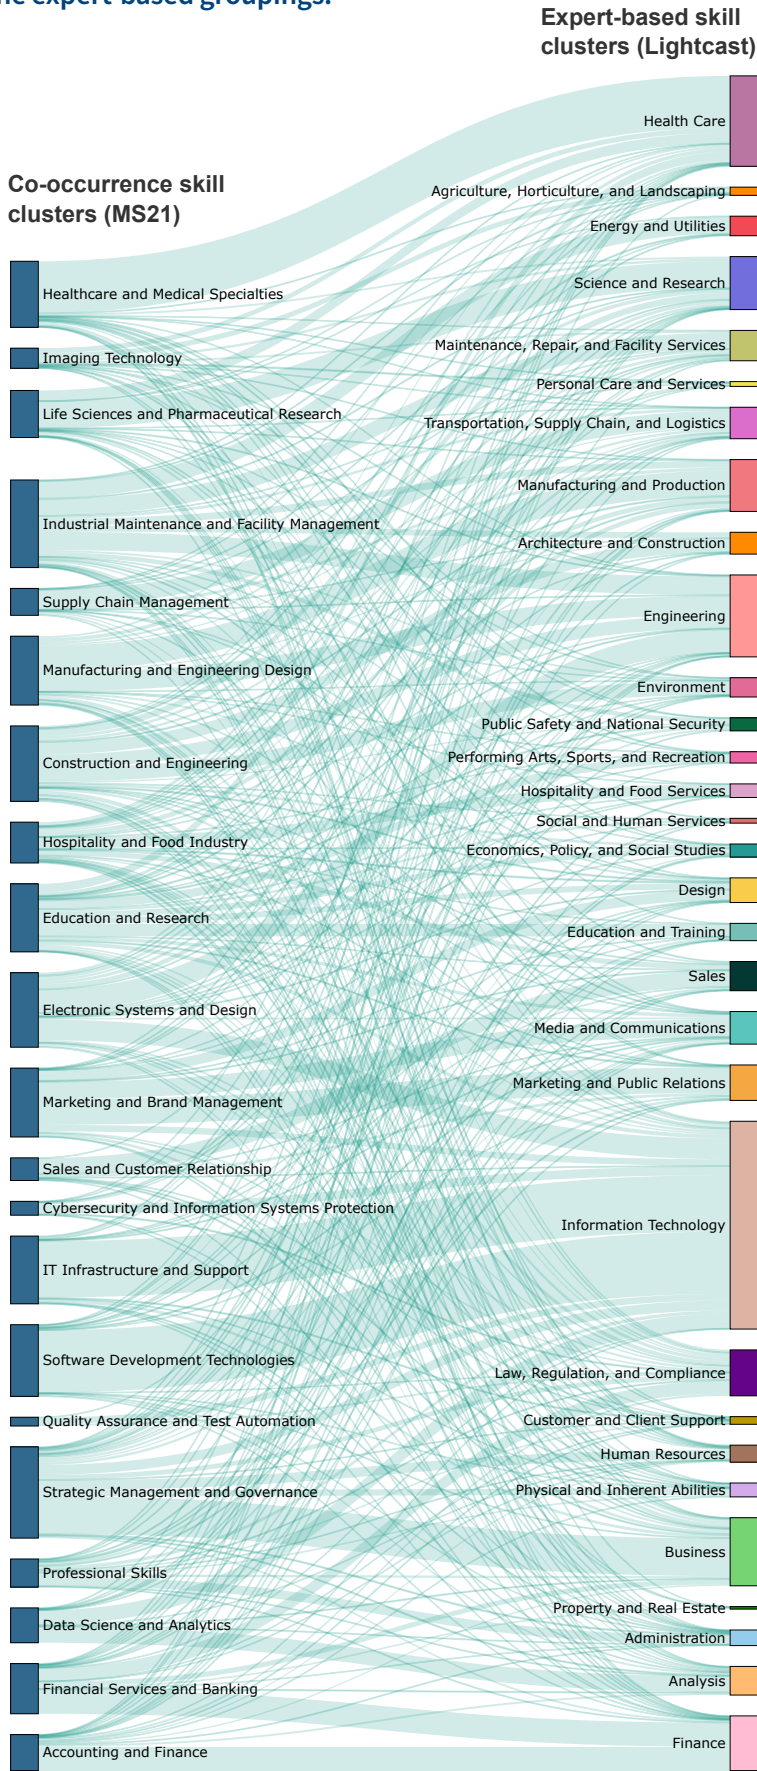 expert-based groupings.
Expert-based skill
clusters (Lightcast)
Co-occurrence skill
clusters (MS21)
Healthcare and Medical Specialties
Imaging Technology
Life Sciences and Pharmaceutical Research
Industrial Maintenance and Facility Management
Supply Chain Management
Manufacturing and Engineering Design
Construction and Engineering
Hospitality and Food Industry
Education and Research
Electronic Systems and Design
Marketing and Brand Management
Sales and Customer Relationship
Cybersecurity and Information Systems Protection
IT Infrastructure and Support
Software Development Technologies
Quality Assurance and Test Automation
Strategic Management and Governance
Professional Skills
Data Science and Analytics
Financial Services and Banking
Accounting and Finance
Health Care
Agriculture, Horticulture, and Landscaping
Energy and Utilities
Science and Research
Maintenance, Repair, and Facility Services
Personal Care and Services
Transportation, Supply Chain, and Logistics
Manufacturing and Production
Architecture and Construction
Engineering
Environment
Public Safety and National Security
Performing Arts, Sports, and Recreation
Hospitality and Food Services
Social and Human Services
Economics, Policy, and Social Studies
Design
Education and Training
Sales
Media and Communications
Marketing and Public Relations
Information Technology
Law, Regulation, and Compliance
Customer and Client Support
Human Resources
Physical and Inherent Abilities
Business
Property and Real Estate
Administration
Analysis
Finance